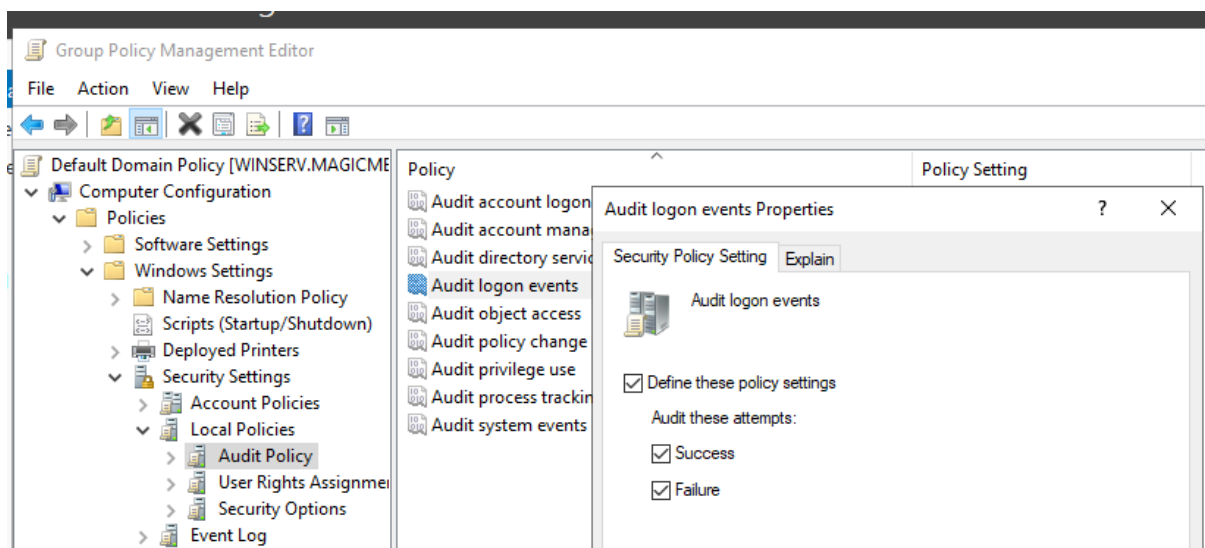 Group Policy Management Editor
File Action View Help
Default Domain Policy [WINSERV.MAGICME
Computer Configuration
Policies
Software Settings
Windows Settings
Name Resolution Policy
Scripts (Startup/Shutdown)
Deployed Printers
Security Settings
Account Policies
Local Policies
Audit Policy
User Rights Assignmen
Security Options
Event Log
Policy Policy Setting
Audit account logon
Audit account mana
Audit directory servic
Audit logon events
Audit object access
Audit policy change
Audit privilege use
Audit process trackin
Audit system events
Audit logon events Properties ?
Security Policy Setting Explain
Audit logon events
Define these policy settings
Audit these attempts:
Success
Failure